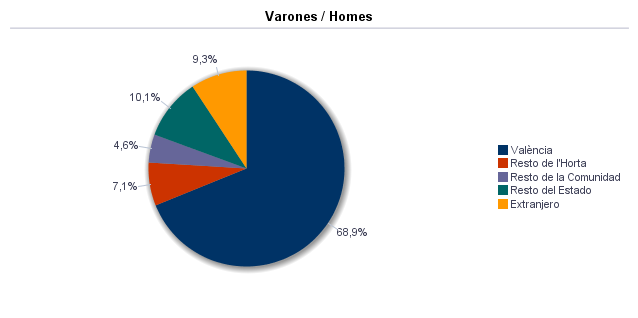 Varones / Homes
9,3%
10,1%
4,6%
7,1%
68,9%
València
Resto de l'Horta
Resto de la Comunidad
Resto del Estado
Extranjero